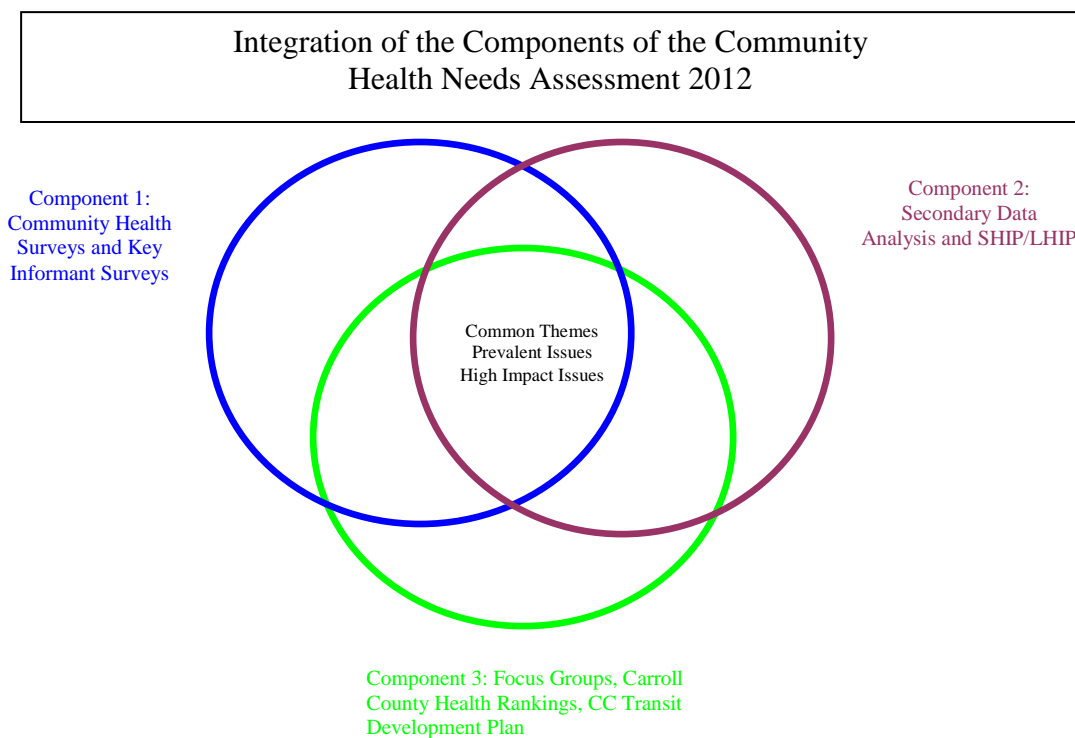 Integration of the Components of the Community
Health Needs Assessment 2012
Component 1:
Community Health
Surveys and Key
Informant Surveys
Component 2:
Secondary Data
Analysis and SHIP/LHIP
Common Themes
Prevalent Issues
High Impact Issues
Component 3: Focus Groups, Carroll
County Health Rankings, CC Transit
Development Plan